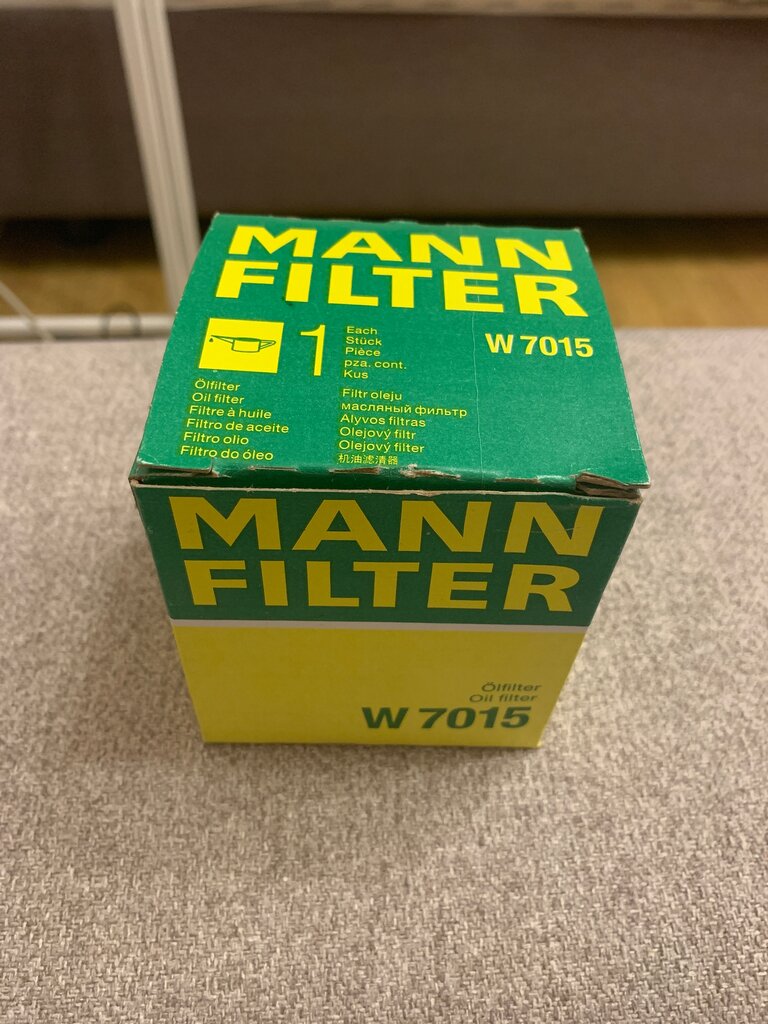 MANN
FILTER
1
Each
Stück
Pièce
pza. cont.
Kus
W 7015
Ölfilter
Oil filter
Filtre à huile
Filtro de aceite
Filtro olio
Filtro do óleo
Filtr oleju
масляный фильтр
Alyvos filtras
Olejový filtr
Olejový filter
机油滤清器
MANN
FILTER
Ölfilter
Oil filter
W 7015